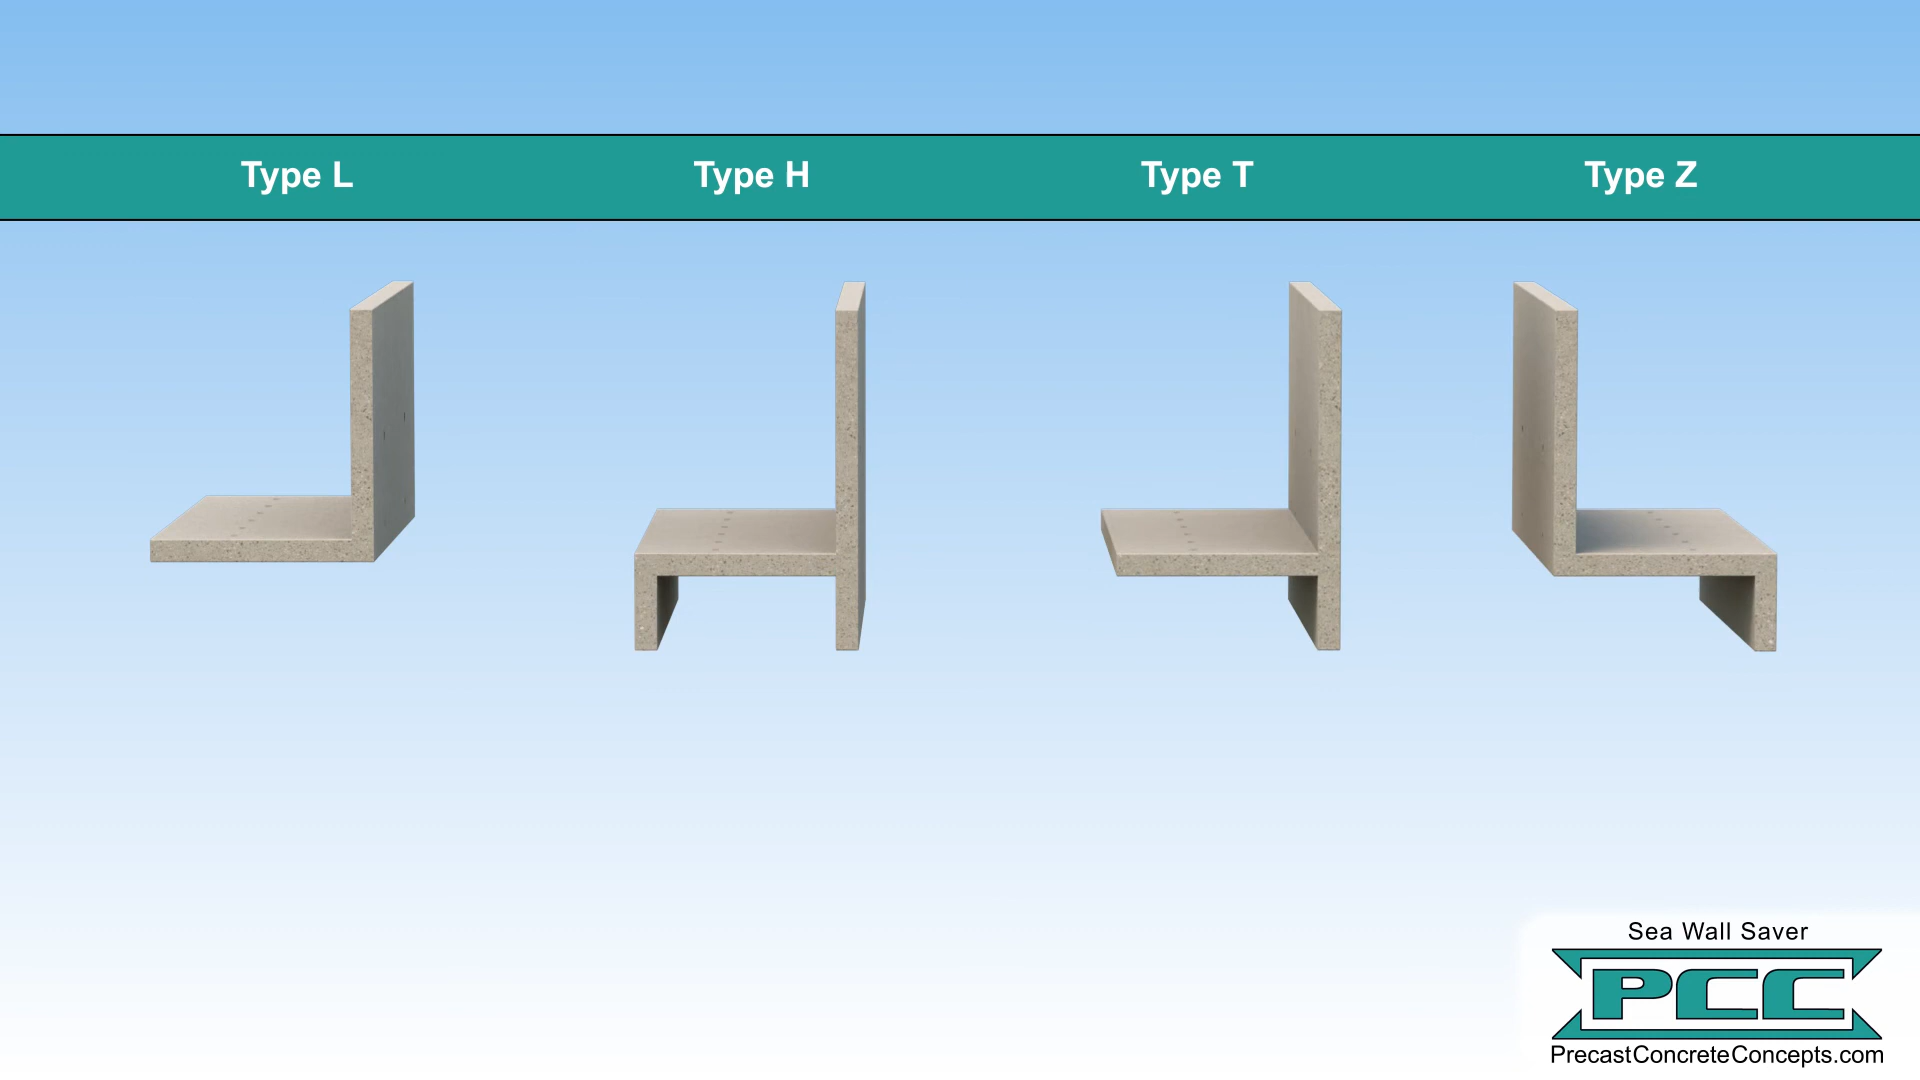 Type L
Type H
Type T
Type Z
Sea Wall Saver
PCC
PrecastConcreteConcepts.com